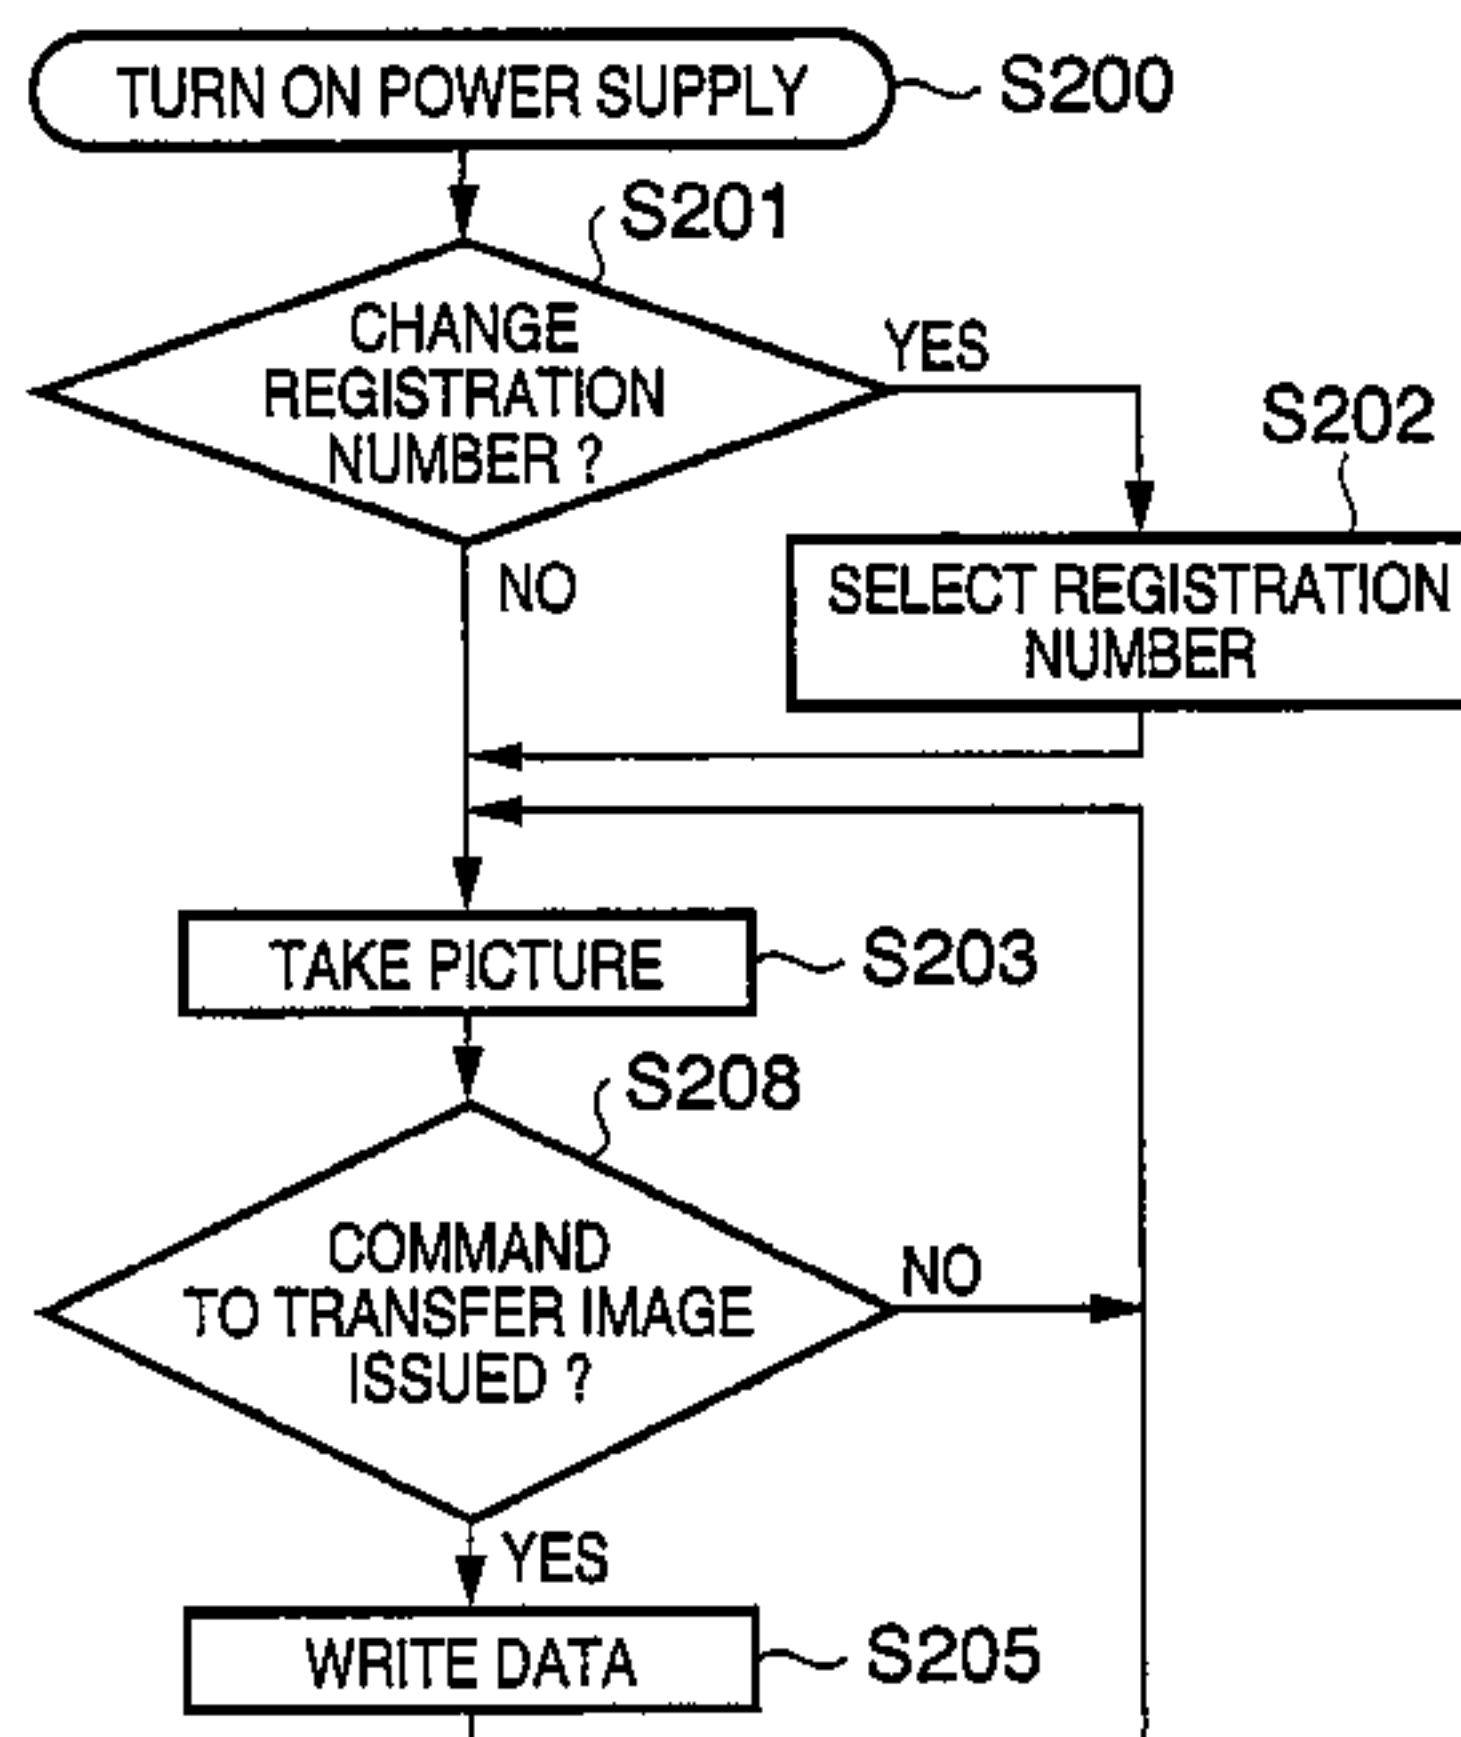 TURN ON POWER SUPPLY
S200
S201
CHANGE
REGISTRATION
NUMBER ?
YES
S202
NO
SELECT REGISTRATION
NUMBER
TAKE PICTURE
S203
S208
COMMAND
TO TRANSFER IMAGE
ISSUED ?
NO
YES
WRITE DATA
S205